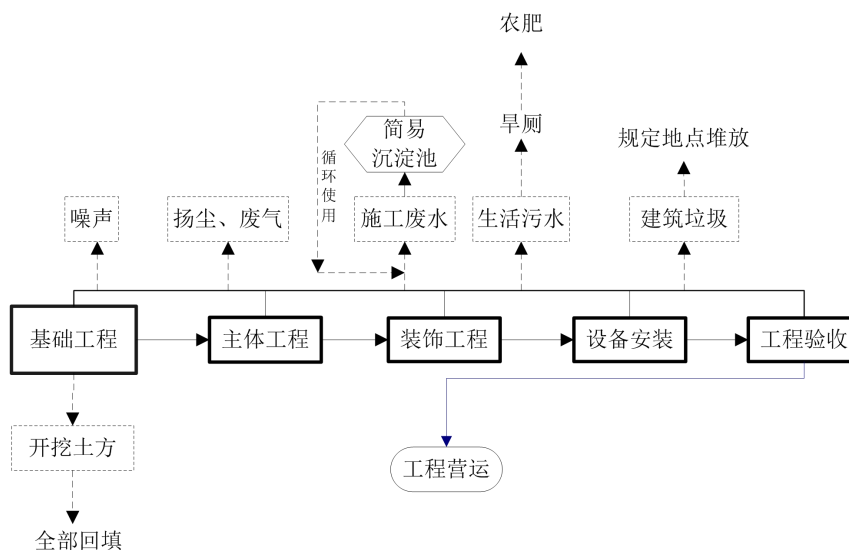 农肥
简易
沉淀池
旱厕
规定地点堆放
循环使用
噪声
扬尘、废气
施工废水
生活污水
建筑垃圾
基础工程
主体工程
装饰工程
设备安装
工程验收
开挖土方
工程营运
全部回填